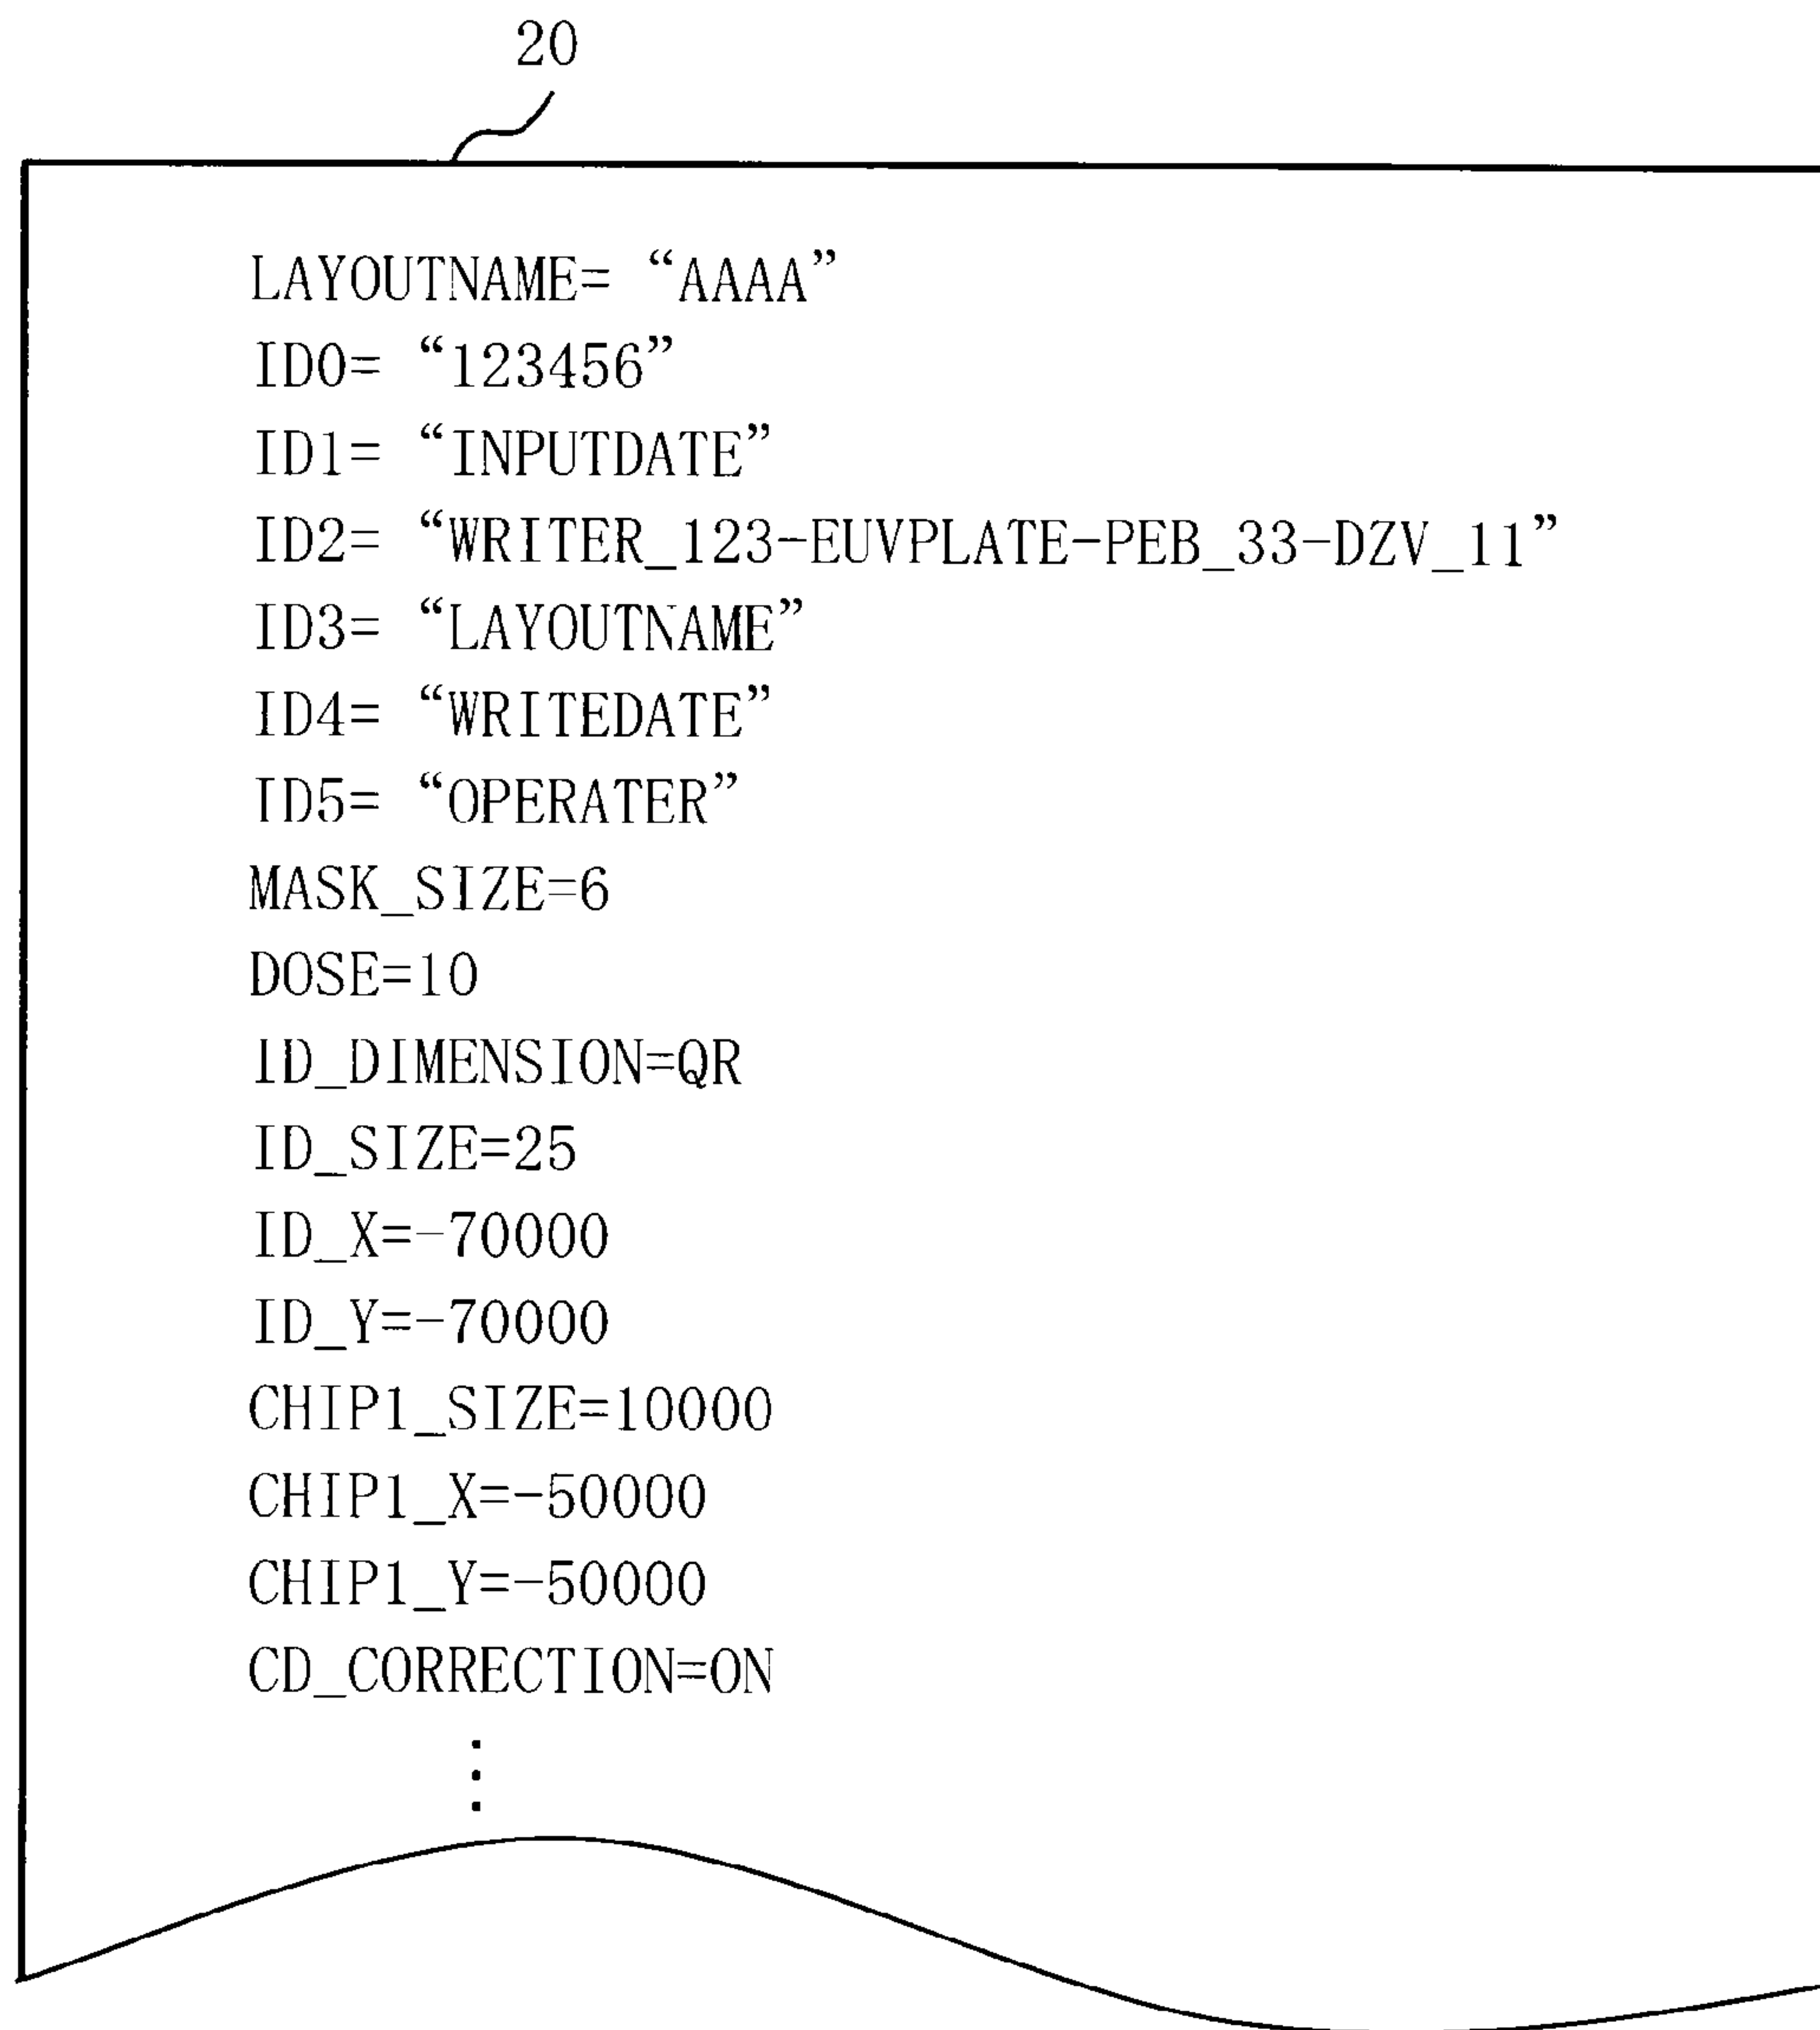 20
LAYOUTNAME= “AAAA”
ID0= “123456”
ID1= “INPUTDATE”
ID2= “WRITER_123-EUVPLATE-PEB_33-DZV_11”
ID3= “LAYOUTNAME”
ID4= “WRITEDATE”
ID5= “OPERATER”
MASK_SIZE=6
DOSE=10
ID_DIMENSION=QR
ID_SIZE=25
ID_X=-70000
ID_Y=-70000
CHIP1_SIZE=10000
CHIP1_X=-50000
CHIP1_Y=-50000
CD_CORRECTION=ON
⋮